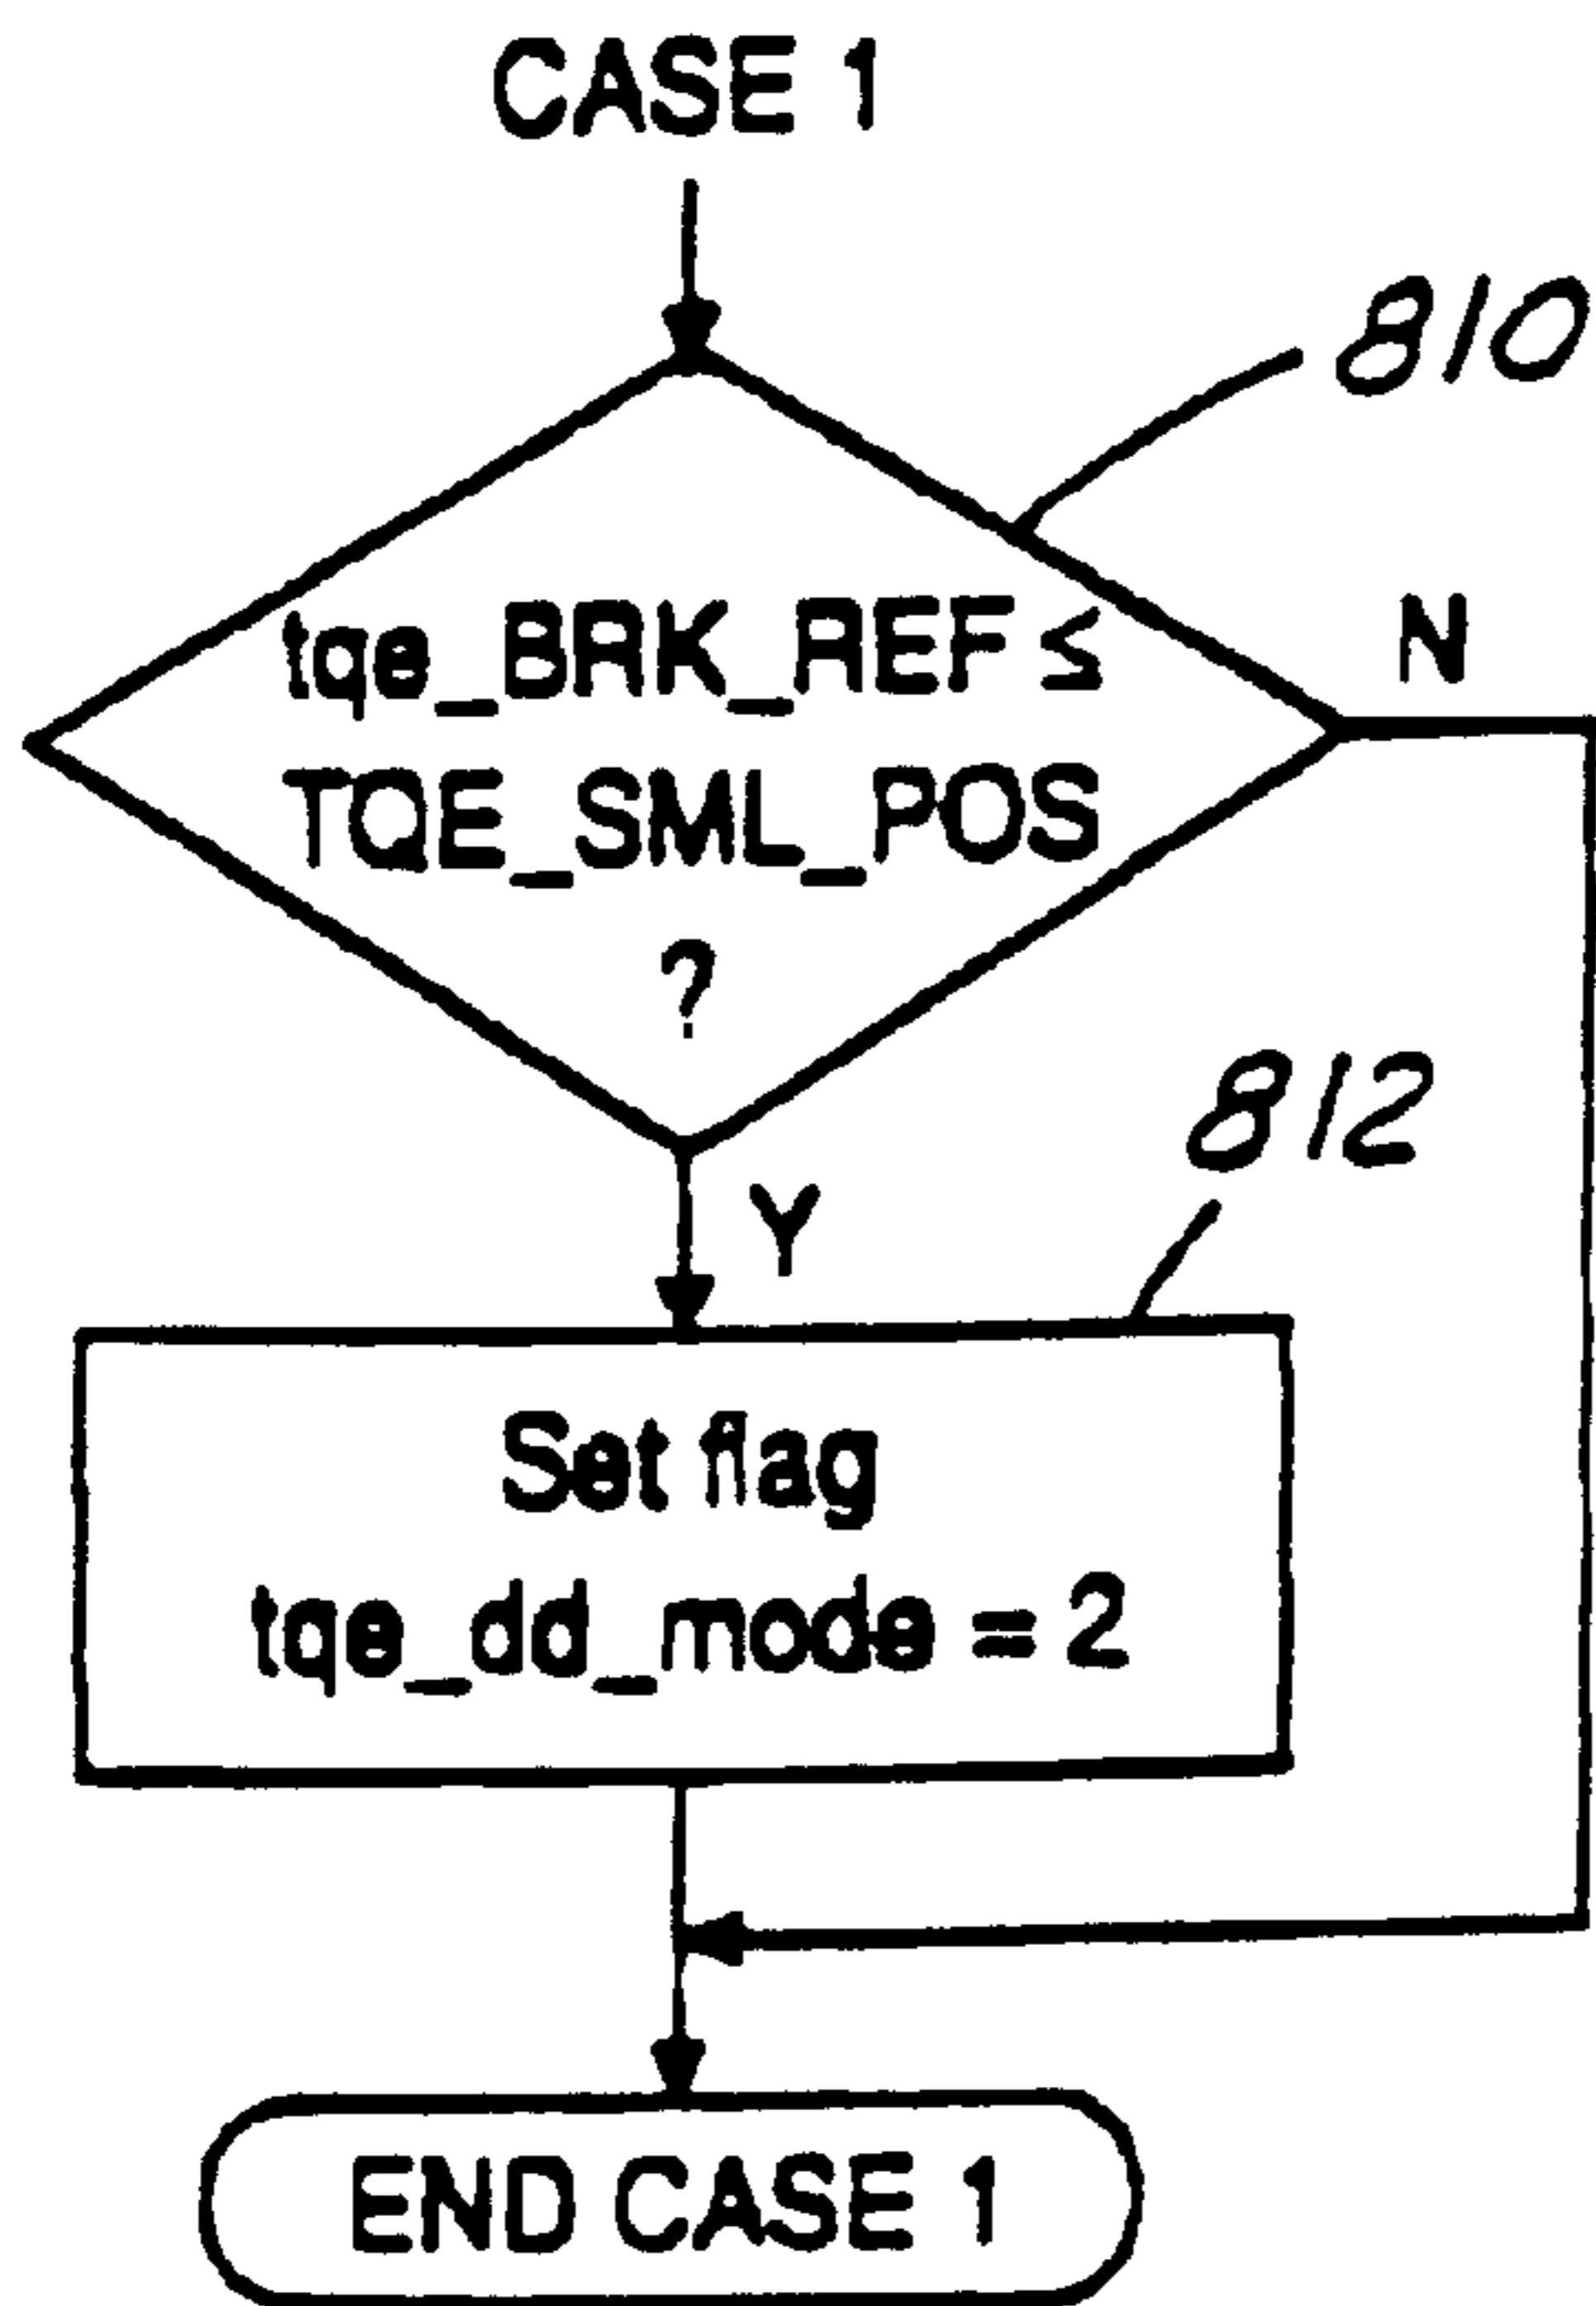 CASE 1
810
tqe_BRK_REF ≤
N
TQE_SML_POS
?
812
Y
Set flag
tqe_dd_mode = 2
END CASE 1